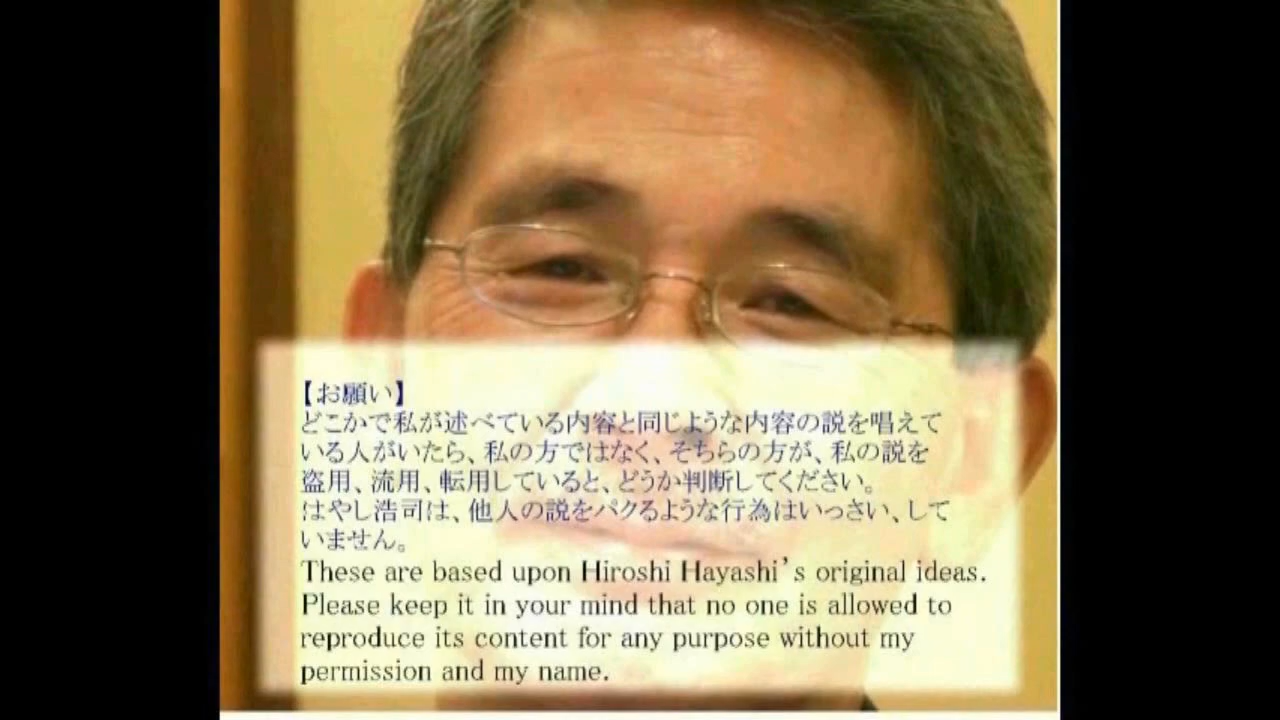 【お願い】
どこかで私が述べている内容と同じような内容の説を唱えて
いる人がいたら、私の方ではなく、そちらの方が、私の説を
盗用、流用、転用していると、どうか判断してください。
はやし浩司は、他人の説をパクるような行為はいっさい、して
いません。
These are based upon Hiroshi Hayashi's original ideas.
Please keep it in your mind that no one is allowed to
reproduce its content for any purpose without my
permission and my name.